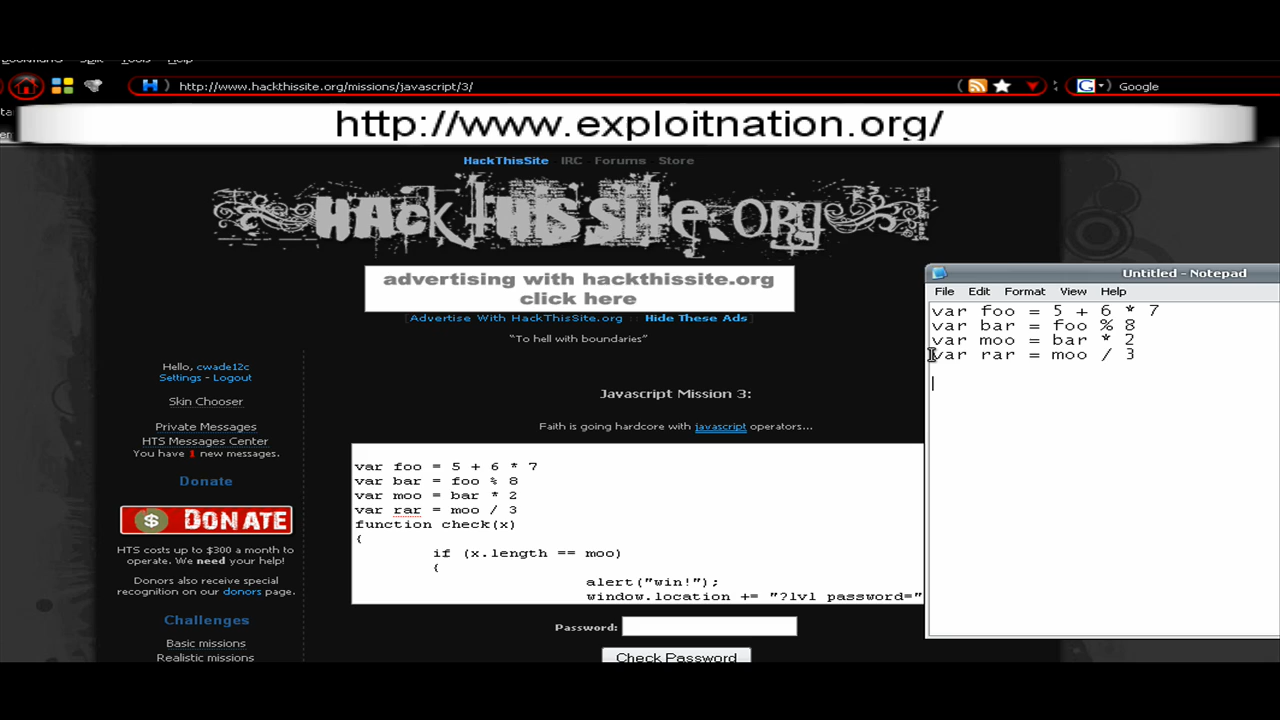 Bookmarks Split Tools Help
http://www.hackthissite.org/missions/javascript/3/
Google
http://www.exploitnation.org/
HackThisSite IRC Forums Store
HACK THIS SITE.ORG
advertising with hackthissite.org
click here
[Advertise With HackThisSite.org :: Hide These Ads]
"To hell with boundaries"
Hello, cwade12c
Settings - Logout
Skin Chooser
Private Messages
HTS Messages Center
You have 1 new messages.
Donate
$ DONATE
HTS costs up to $300 a month to
operate. We need your help!
Donors also receive special
recognition on our donors page.
Challenges
Basic missions
Realistic missions
Javascript Mission 3:
Faith is going hardcore with javascript operators...
var foo = 5 + 6 * 7
var bar = foo % 8
var moo = bar * 2
var rar = moo / 3
function check(x)
{
if (x.length == moo)
{
alert("win!");
window.location += "?lvl_password="
Password:
Check Password
Untitled - Notepad
File Edit Format View Help
var foo = 5 + 6 * 7
var bar = foo % 8
var moo = bar * 2
var rar = moo / 3